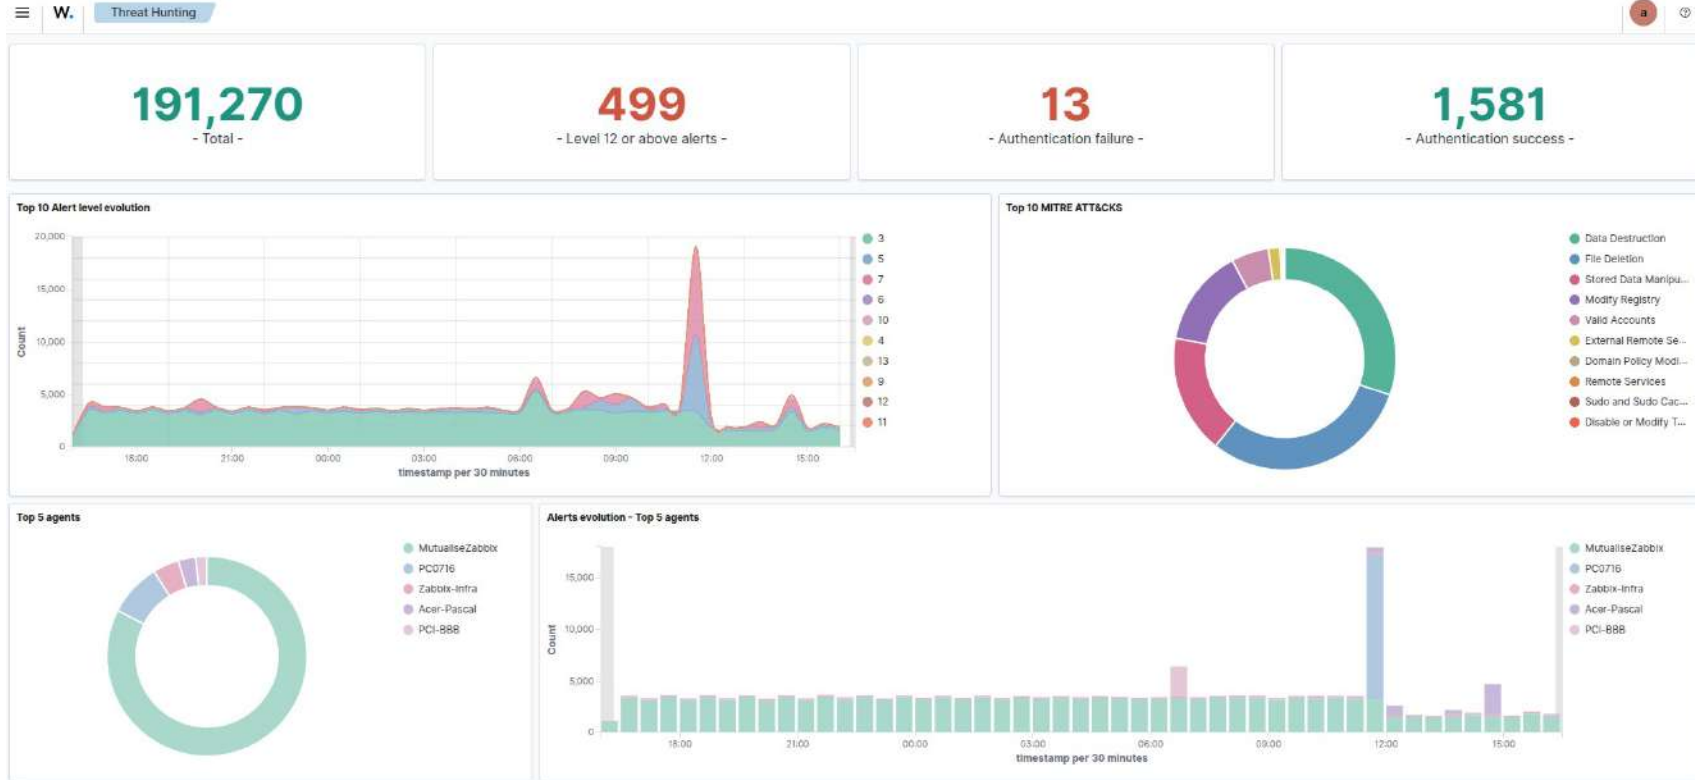 W. Threat Hunting
a
191,270
- Total -
499
- Level 12 or above alerts -
13
- Authentication failure -
1,581
- Authentication success -
Top 10 Alert level evolution
20,000
15,000
10,000
5,000
0
Count
18:00 21:00 00:00 03:00 06:00 09:00 12:00 15:00
timestamp per 30 minutes
3
5
7
6
10
4
13
9
12
11
Top 10 MITRE ATT&CKS
Data Destruction
File Deletion
Stored Data Manipu...
Modify Registry
Valid Accounts
External Remote Se...
Domain Policy Modi...
Remote Services
Sudo and Sudo Cac...
Disable or Modify T...
Top 5 agents
MutualiseZabbix
PC0716
Zabbix-Infra
Acer-Pascal
PCI-BBB
Alerts evolution - Top 5 agents
15,000
10,000
5,000
0
Count
18:00 21:00 00:00 03:00 06:00 09:00 12:00 15:00
timestamp per 30 minutes
MutualiseZabbix
PC0716
Zabbix-Infra
Acer-Pascal
PCI-BBB